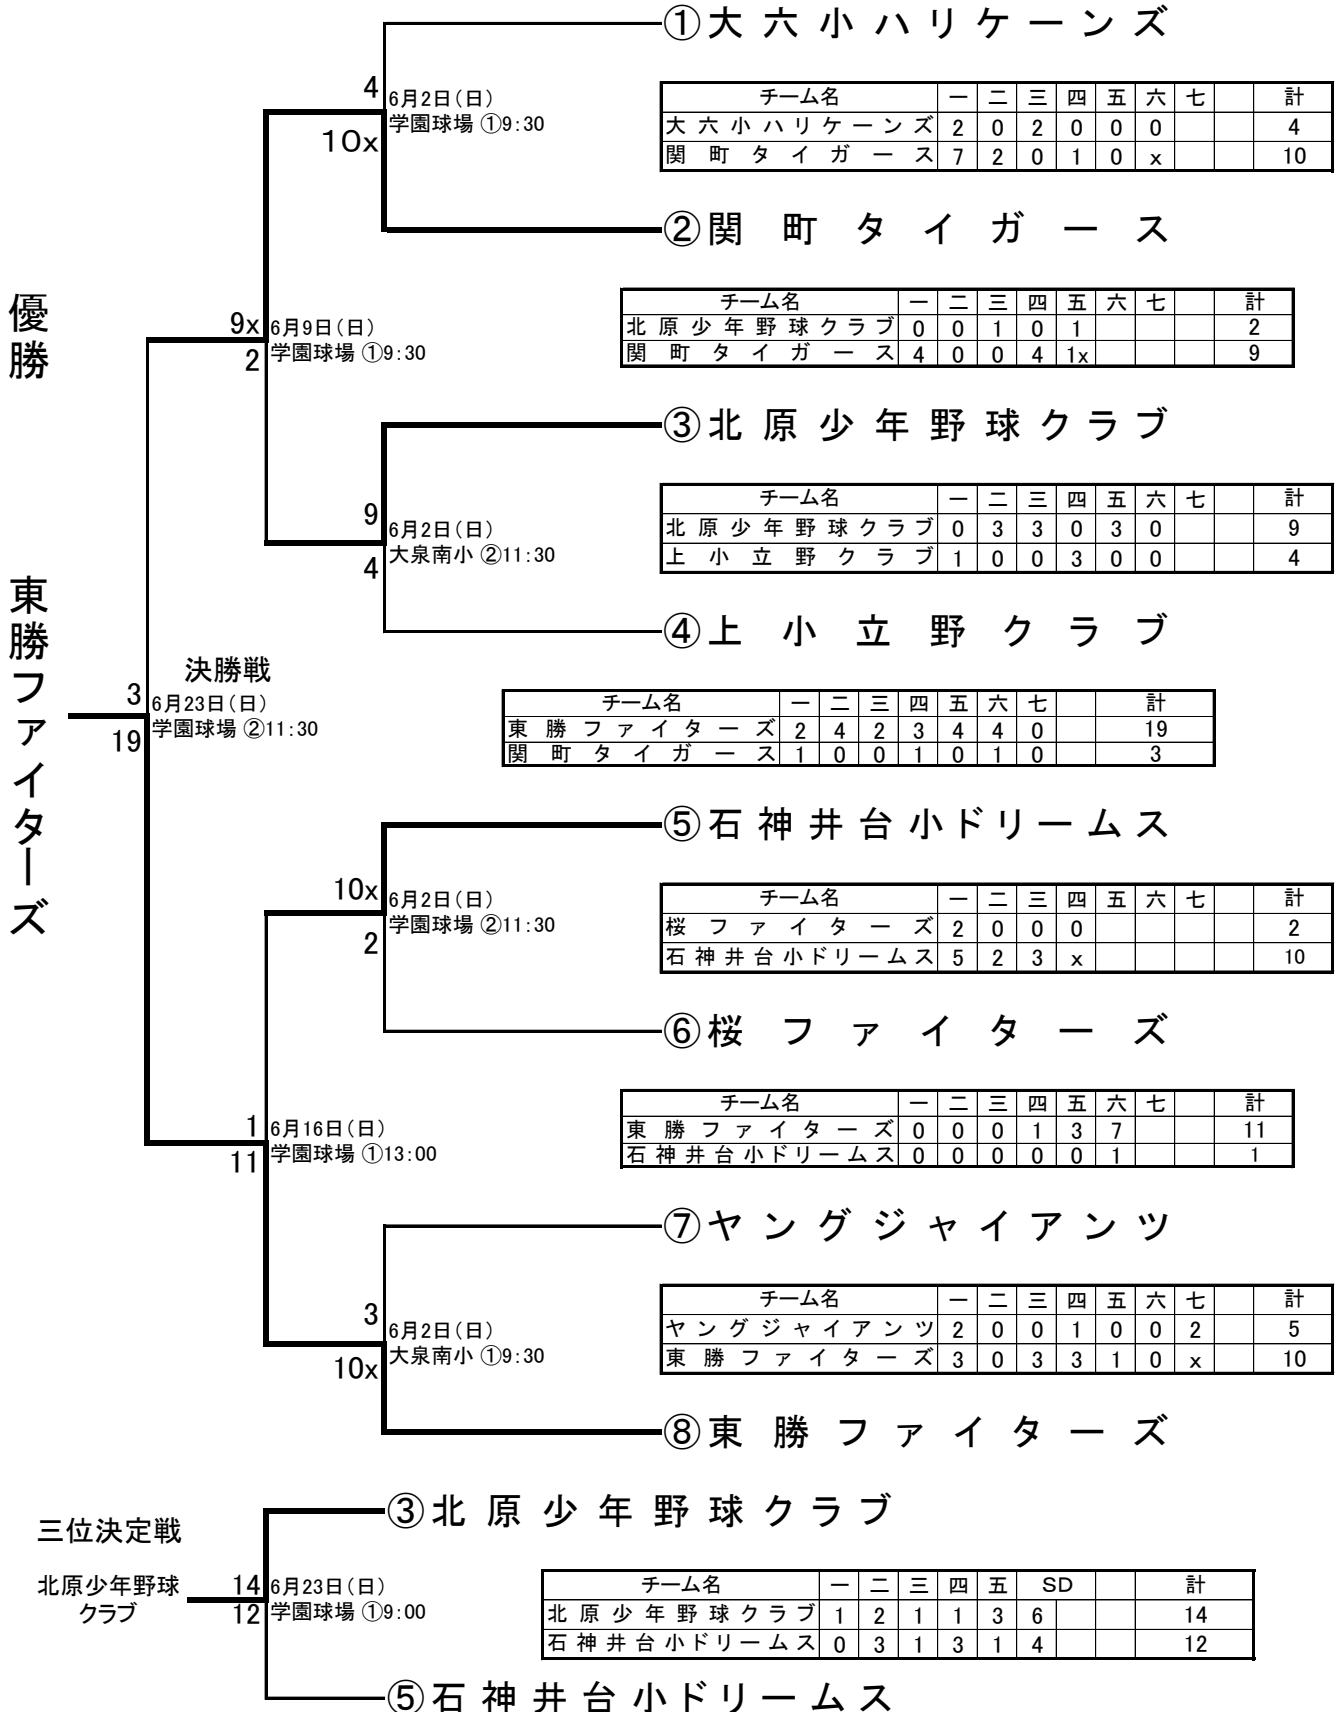 ①大六小ハリケーンズ
4
6月2日(日)
学園球場 ①9:30
10x
チーム名 一 二 三 四 五 六 七 計
大六小ハリケーンズ 2 0 2 0 0 0 4
関町タイガース 7 2 0 1 0 x 10
②関町タイガース
優勝
東勝ファイターズ
9x
6月9日(日)
学園球場 ①9:30
2
チーム名 一 二 三 四 五 六 七 計
北原少年野球クラブ 0 0 1 0 1 2
関町タイガース 4 0 0 4 1x 9
③北原少年野球クラブ
9
6月2日(日)
大泉南小 ②11:30
4
チーム名 一 二 三 四 五 六 七 計
北原少年野球クラブ 0 3 3 0 3 0 9
上小立野クラブ 1 0 0 3 0 0 4
④上小立野クラブ
決勝戦
3
6月23日(日)
学園球場 ②11:30
19
チーム名 一 二 三 四 五 六 七 計
東勝ファイターズ 2 4 2 3 4 4 0 19
関町タイガース 1 0 0 1 0 1 0 3
⑤石神井台小ドリームス
10x
6月2日(日)
学園球場 ②11:30
2
チーム名 一 二 三 四 五 六 七 計
桜ファイターズ 2 0 0 0 2
石神井台小ドリームス 5 2 3 x 10
⑥桜ファイターズ
1
6月16日(日)
学園球場 ①13:00
11
チーム名 一 二 三 四 五 六 七 計
東勝ファイターズ 0 0 0 1 3 7 11
石神井台小ドリームス 0 0 0 0 0 1 1
⑦ヤングジャイアンツ
3
6月2日(日)
大泉南小 ①9:30
10x
チーム名 一 二 三 四 五 六 七 計
ヤングジャイアンツ 2 0 0 1 0 0 2 5
東勝ファイターズ 3 0 3 3 1 0 x 10
⑧東勝ファイターズ
③北原少年野球クラブ
三位決定戦
北原少年野球
クラブ
14
6月23日(日)
学園球場 ①9:00
12
チーム名 一 二 三 四 五 SD 計
北原少年野球クラブ 1 2 1 1 3 6 14
石神井台小ドリームス 0 3 1 3 1 4 12
⑤石神井台小ドリームス